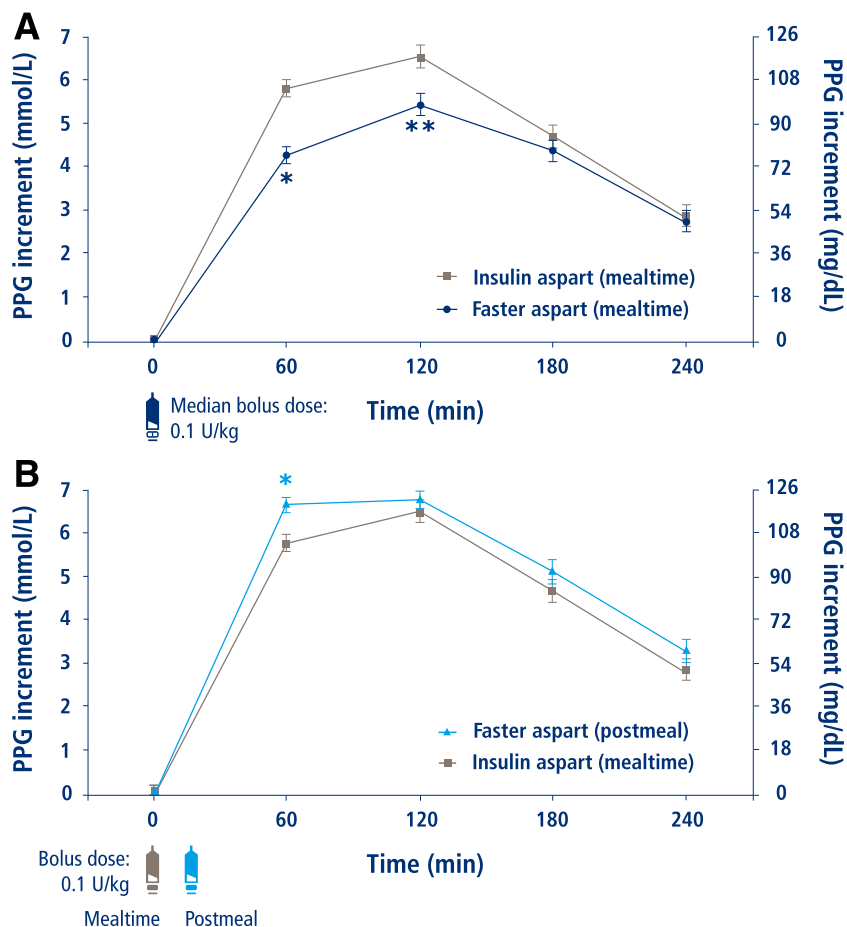 A
7
6
5
4
3
2
1
0
PPG increment (mmol/L)
126
108
90
72
54
36
18
0
PPG increment (mg/dL)
*
**
Insulin aspart (mealtime)
Faster aspart (mealtime)
0 60 120 180 240
Time (min)
Median bolus dose:
0.1 U/kg
B
7
6
5
4
3
2
1
0
PPG increment (mmol/L)
126
108
90
72
54
36
18
0
PPG increment (mg/dL)
*
Faster aspart (postmeal)
Insulin aspart (mealtime)
0 60 120 180 240
Time (min)
Bolus dose:
0.1 U/kg
Mealtime Postmeal